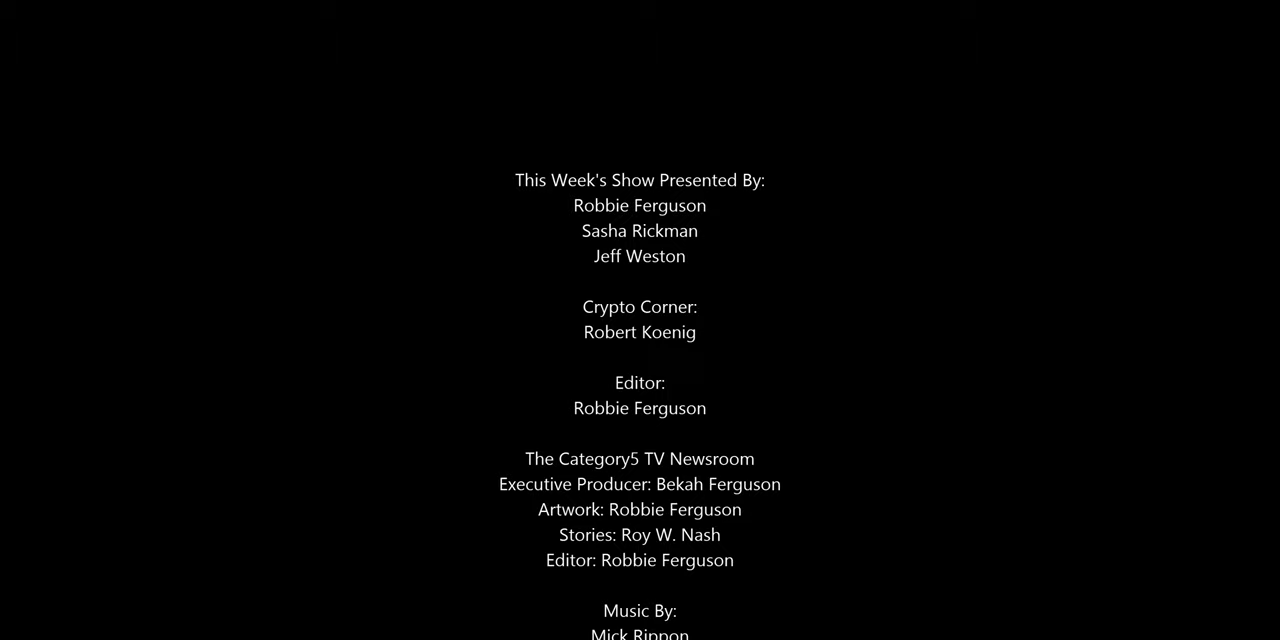 This Week's Show Presented By:
Robbie Ferguson
Sasha Rickman
Jeff Weston
Crypto Corner:
Robert Koenig
Editor:
Robbie Ferguson
The Category5 TV Newsroom
Executive Producer: Bekah Ferguson
Artwork: Robbie Ferguson
Stories: Roy W. Nash
Editor: Robbie Ferguson
Music By:
Mick Rippon